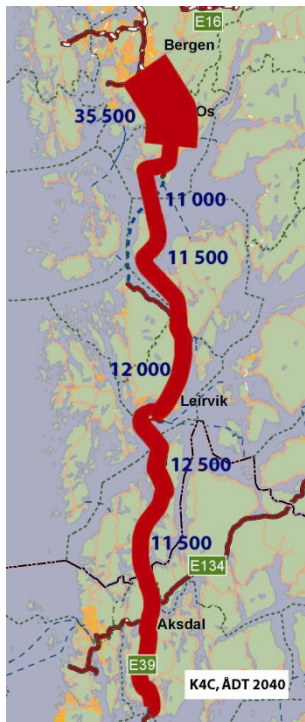 E16
Bergen
Os
35 500
11 000
11 500
12 000
Leirvik
12 500
11 500
E134
Aksdal
E39
K4C, ÅDT 2040